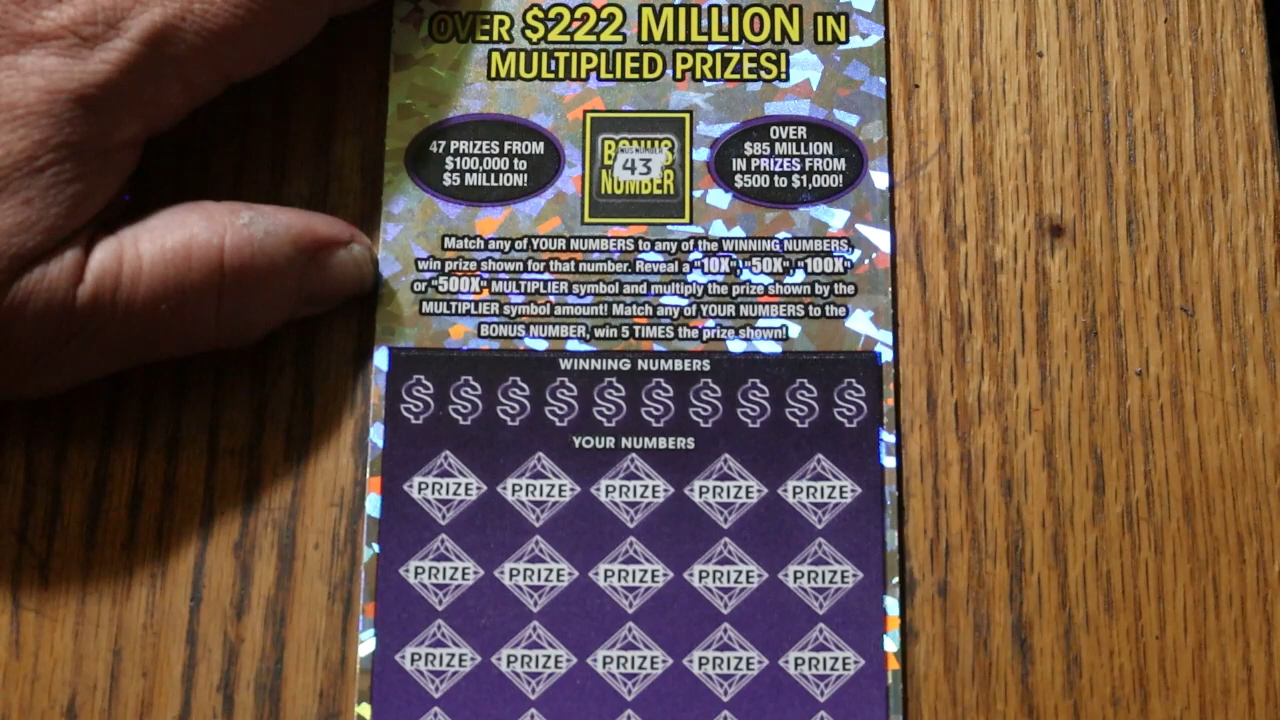 OVER $222 MILLION IN
MULTIPLIED PRIZES!
47 PRIZES FROM
$100,000 to
$5 MILLION!
BONUS
NUS NUMBER
43
NUMBER
OVER
$85 MILLION
IN PRIZES FROM
$500 to $1,000!
Match any of YOUR NUMBERS to any of the WINNING NUMBERS,
win prize shown for that number. Reveal a "10X", "50X", "100X"
or "500X" MULTIPLIER symbol and multiply the prize shown by the
MULTIPLIER symbol amount! Match any of YOUR NUMBERS to the
BONUS NUMBER, win 5 TIMES the prize shown!
WINNING NUMBERS
$ $ $ $ $ $ $ $ $ $
YOUR NUMBERS
PRIZE PRIZE PRIZE PRIZE PRIZE
PRIZE PRIZE PRIZE PRIZE PRIZE
PRIZE PRIZE PRIZE PRIZE PRIZE